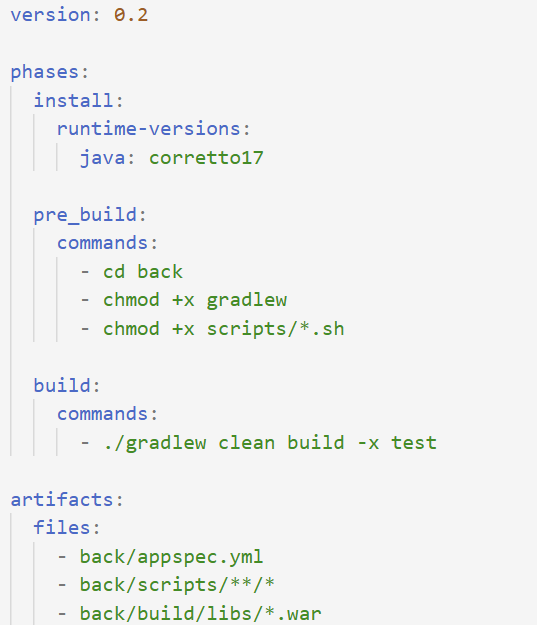 version: 0.2
phases:
install:
runtime-versions:
java: corretto17
pre_build:
commands:
- cd back
- chmod +x gradlew
- chmod +x scripts/*.sh
build:
commands:
- ./gradlew clean build -x test
artifacts:
files:
- back/appspec.yml
- back/scripts/**/*
- back/build/libs/*.war